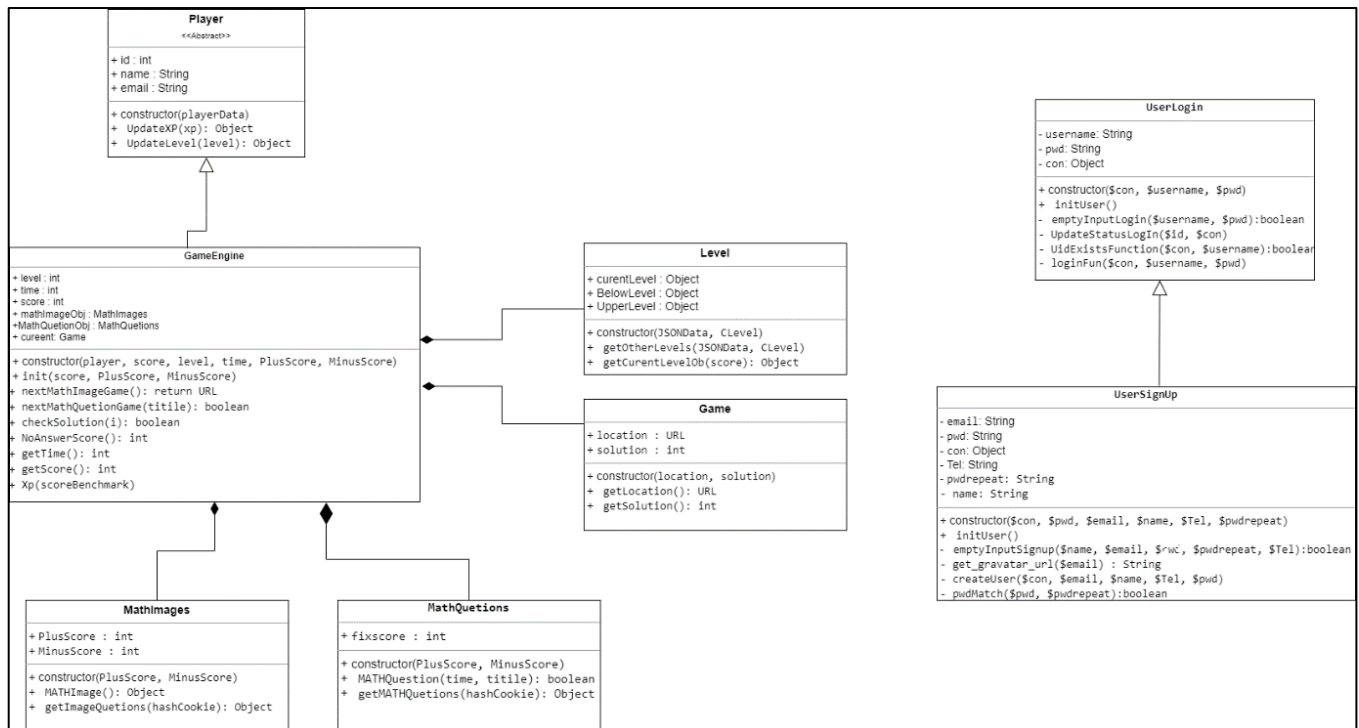 Player
<<Abstract>>
+ id : int
+ name : String
+ email : String
+ constructor(playerData)
+ UpdateXP(xp): Object
+ UpdateLevel(level): Object
GameEngine
+ level : int
+ time : int
+ score : int
+ mathImageObj : MathImages
+MathQuetionObj : MathQuetions
+ cureent: Game
+ constructor(player, score, level, time, PlusScore, MinusScore)
+ init(score, PlusScore, MinusScore)
+ nextMathImageGame(): return URL
+ nextMathQuetionGame(titile): boolean
+ checkSolution(i): boolean
+ NoAnswerScore(): int
+ getTime(): int
+ getScore(): int
+ Xp(scoreBenchmark)
Level
+ curentLevel : Object
+ BelowLevel : Object
+ UpperLevel : Object
+ constructor(JSONData, CLevel)
+ getOtherLevels(JSONData, CLevel)
+ getCurentLevelOb(score): Object
Game
+ location : URL
+ solution : int
+ constructor(location, solution)
+ getLocation(): URL
+ getSolution(): int
MathImages
+ PlusScore : int
+ MinusScore : int
+ constructor(PlusScore, MinusScore)
+ MATHImage(): Object
+ getImageQuetions(hashCookie): Object
MathQuetions
+ fixscore : int
+ constructor(PlusScore, MinusScore)
+ MATHQuestion(time, titile): boolean
+ getMATHQuetions(hashCookie): Object
UserLogin
- username: String
- pwd: String
- con: Object
+ constructor($con, $username, $pwd)
+ initUser()
- emptyInputLogin($username, $pwd):boolean
- UpdateStatusLogIn($id, $con)
- UidExistsFunction($con, $username):boolean
- loginFun($con, $username, $pwd)
UserSignUp
- email: String
- pwd: String
- con: Object
- Tel: String
- pwdrepeat: String
- name: String
+ constructor($con, $pwd, $email, $name, $Tel, $pwdrepeat)
+ initUser()
- emptyInputSignup($name, $email, $pwdrepeat, $Tel):boolean
- get_gravatar_url($email) : String
- createUser($con, $email, $name, $Tel, $pwd)
- pwdMatch($pwd, $pwdrepeat):boolean